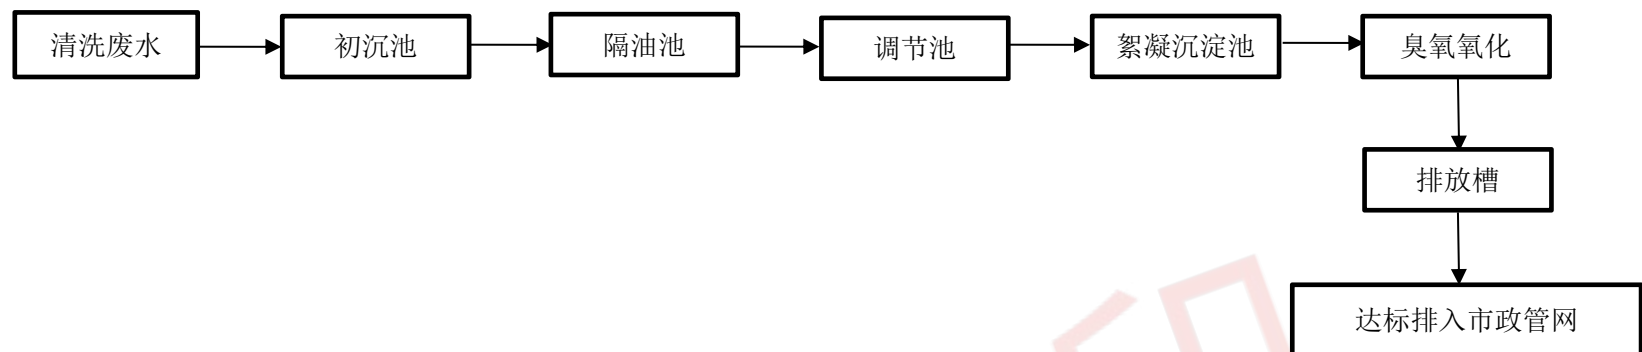 清洗废水
初沉池
隔油池
调节池
絮凝沉淀池
臭氧氧化
排放槽
达标排入市政管网